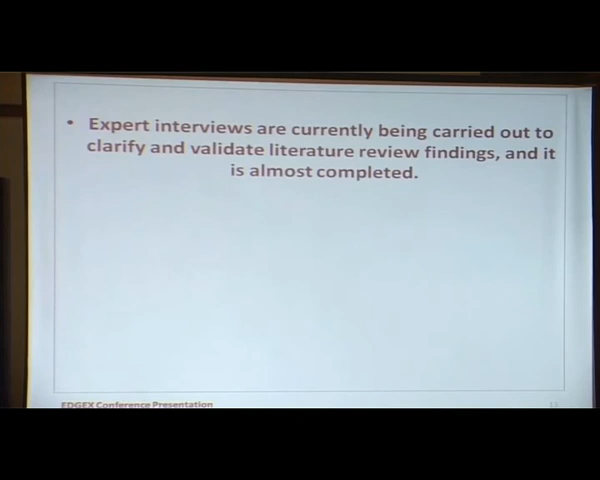 • Expert interviews are currently being carried out to
clarify and validate literature review findings, and it
is almost completed.
EDGEX Conference Presentation